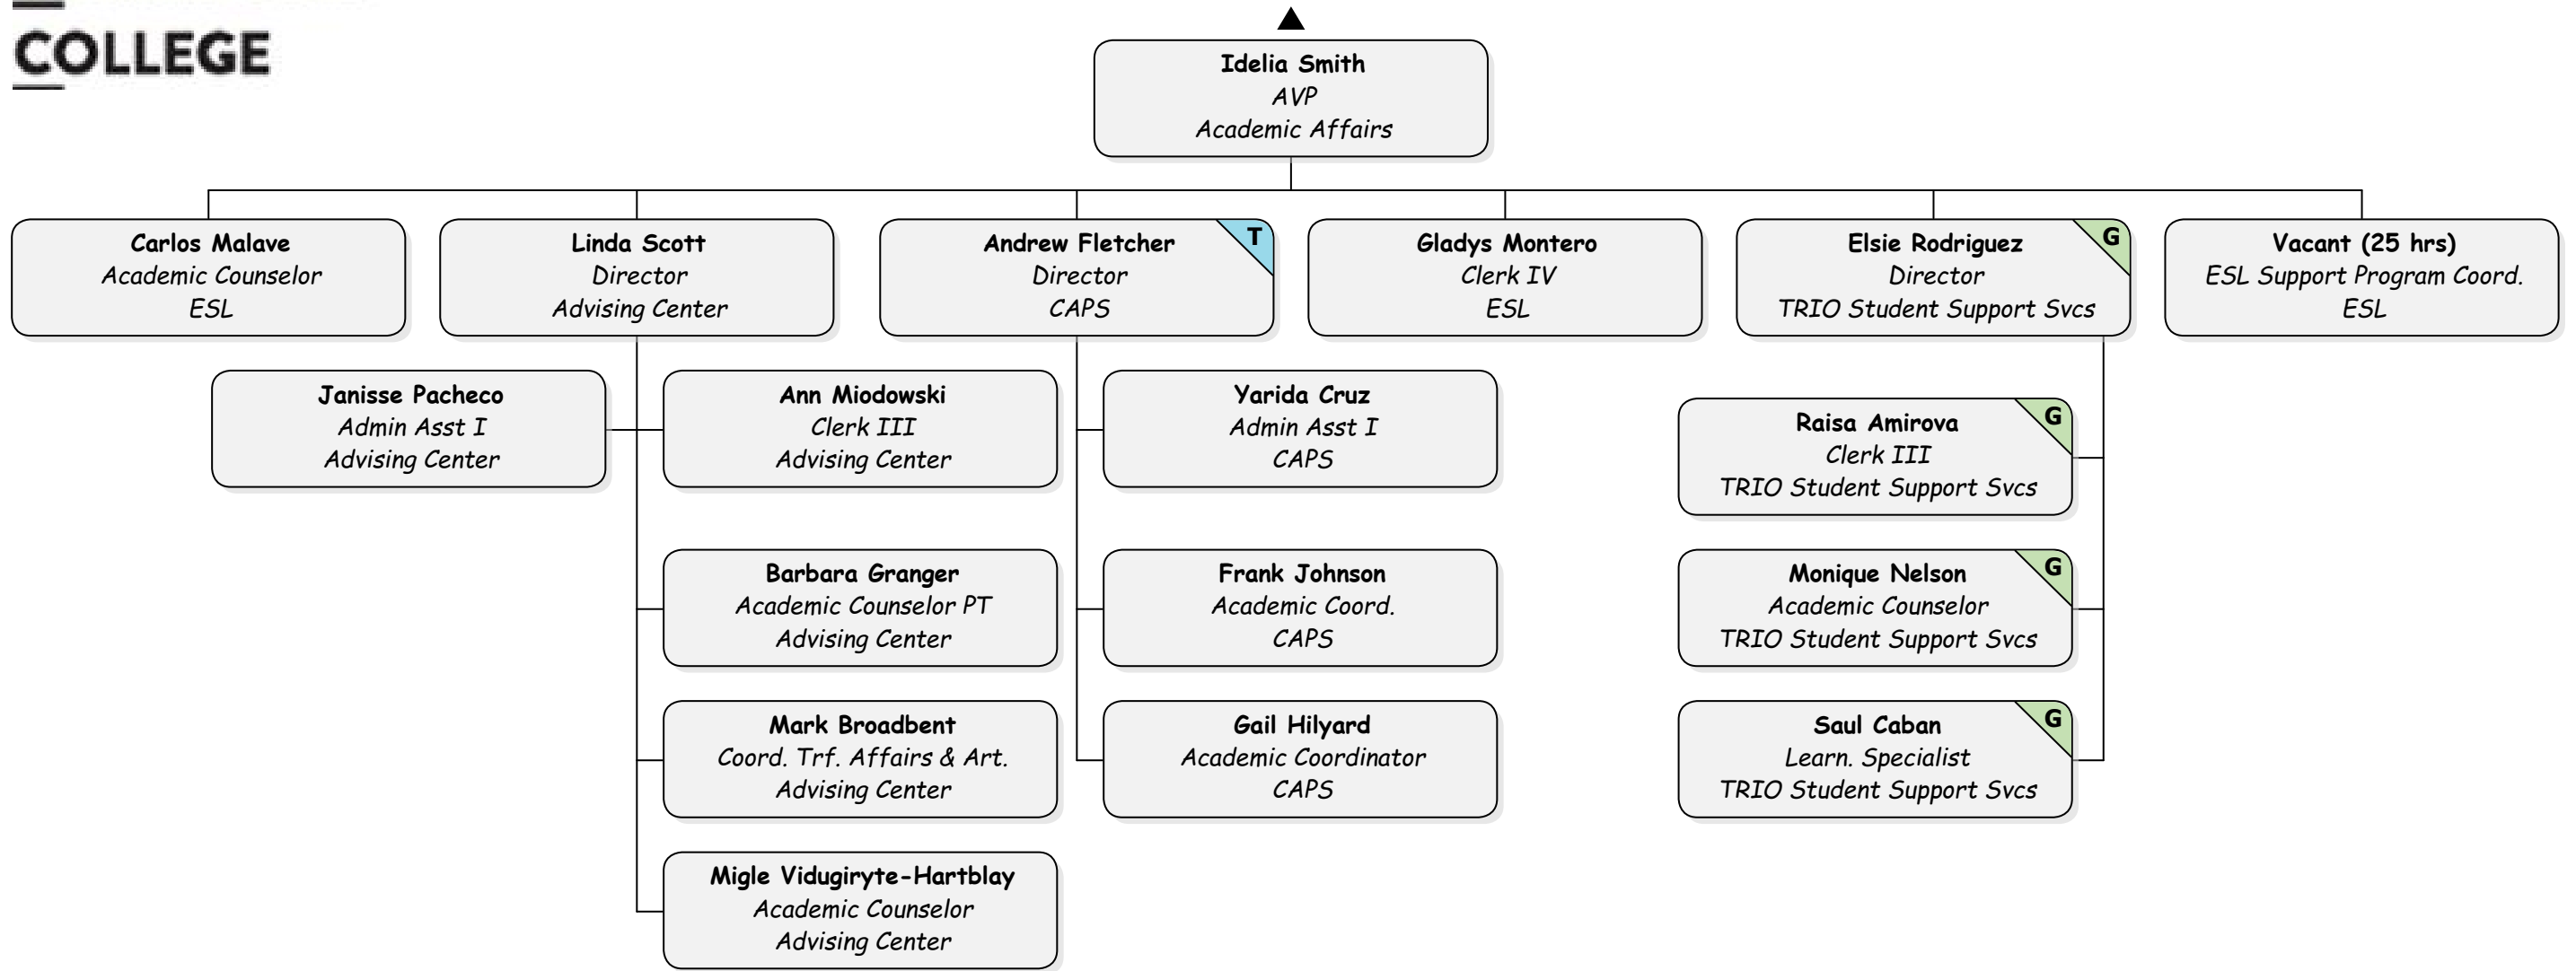 COLLEGE
Idelia Smith
AVP
Academic Affairs
Carlos Malave
Academic Counselor
ESL
Linda Scott
Director
Advising Center
Andrew Fletcher
Director
CAPS
T
Gladys Montero
Clerk IV
ESL
Elsie Rodriguez
Director
TRIO Student Support Svcs
G
Vacant (25 hrs)
ESL Support Program Coord.
ESL
Janisse Pacheco
Admin Asst I
Advising Center
Ann Miodowski
Clerk III
Advising Center
Yarida Cruz
Admin Asst I
CAPS
Raisa Amirova
Clerk III
TRIO Student Support Svcs
G
Barbara Granger
Academic Counselor PT
Advising Center
Frank Johnson
Academic Coord.
CAPS
Monique Nelson
Academic Counselor
TRIO Student Support Svcs
G
Mark Broadbent
Coord. Trf. Affairs & Art.
Advising Center
Gail Hilyard
Academic Coordinator
CAPS
Saul Caban
Learn. Specialist
TRIO Student Support Svcs
G
Migle Vidugiryte-Hartblay
Academic Counselor
Advising Center